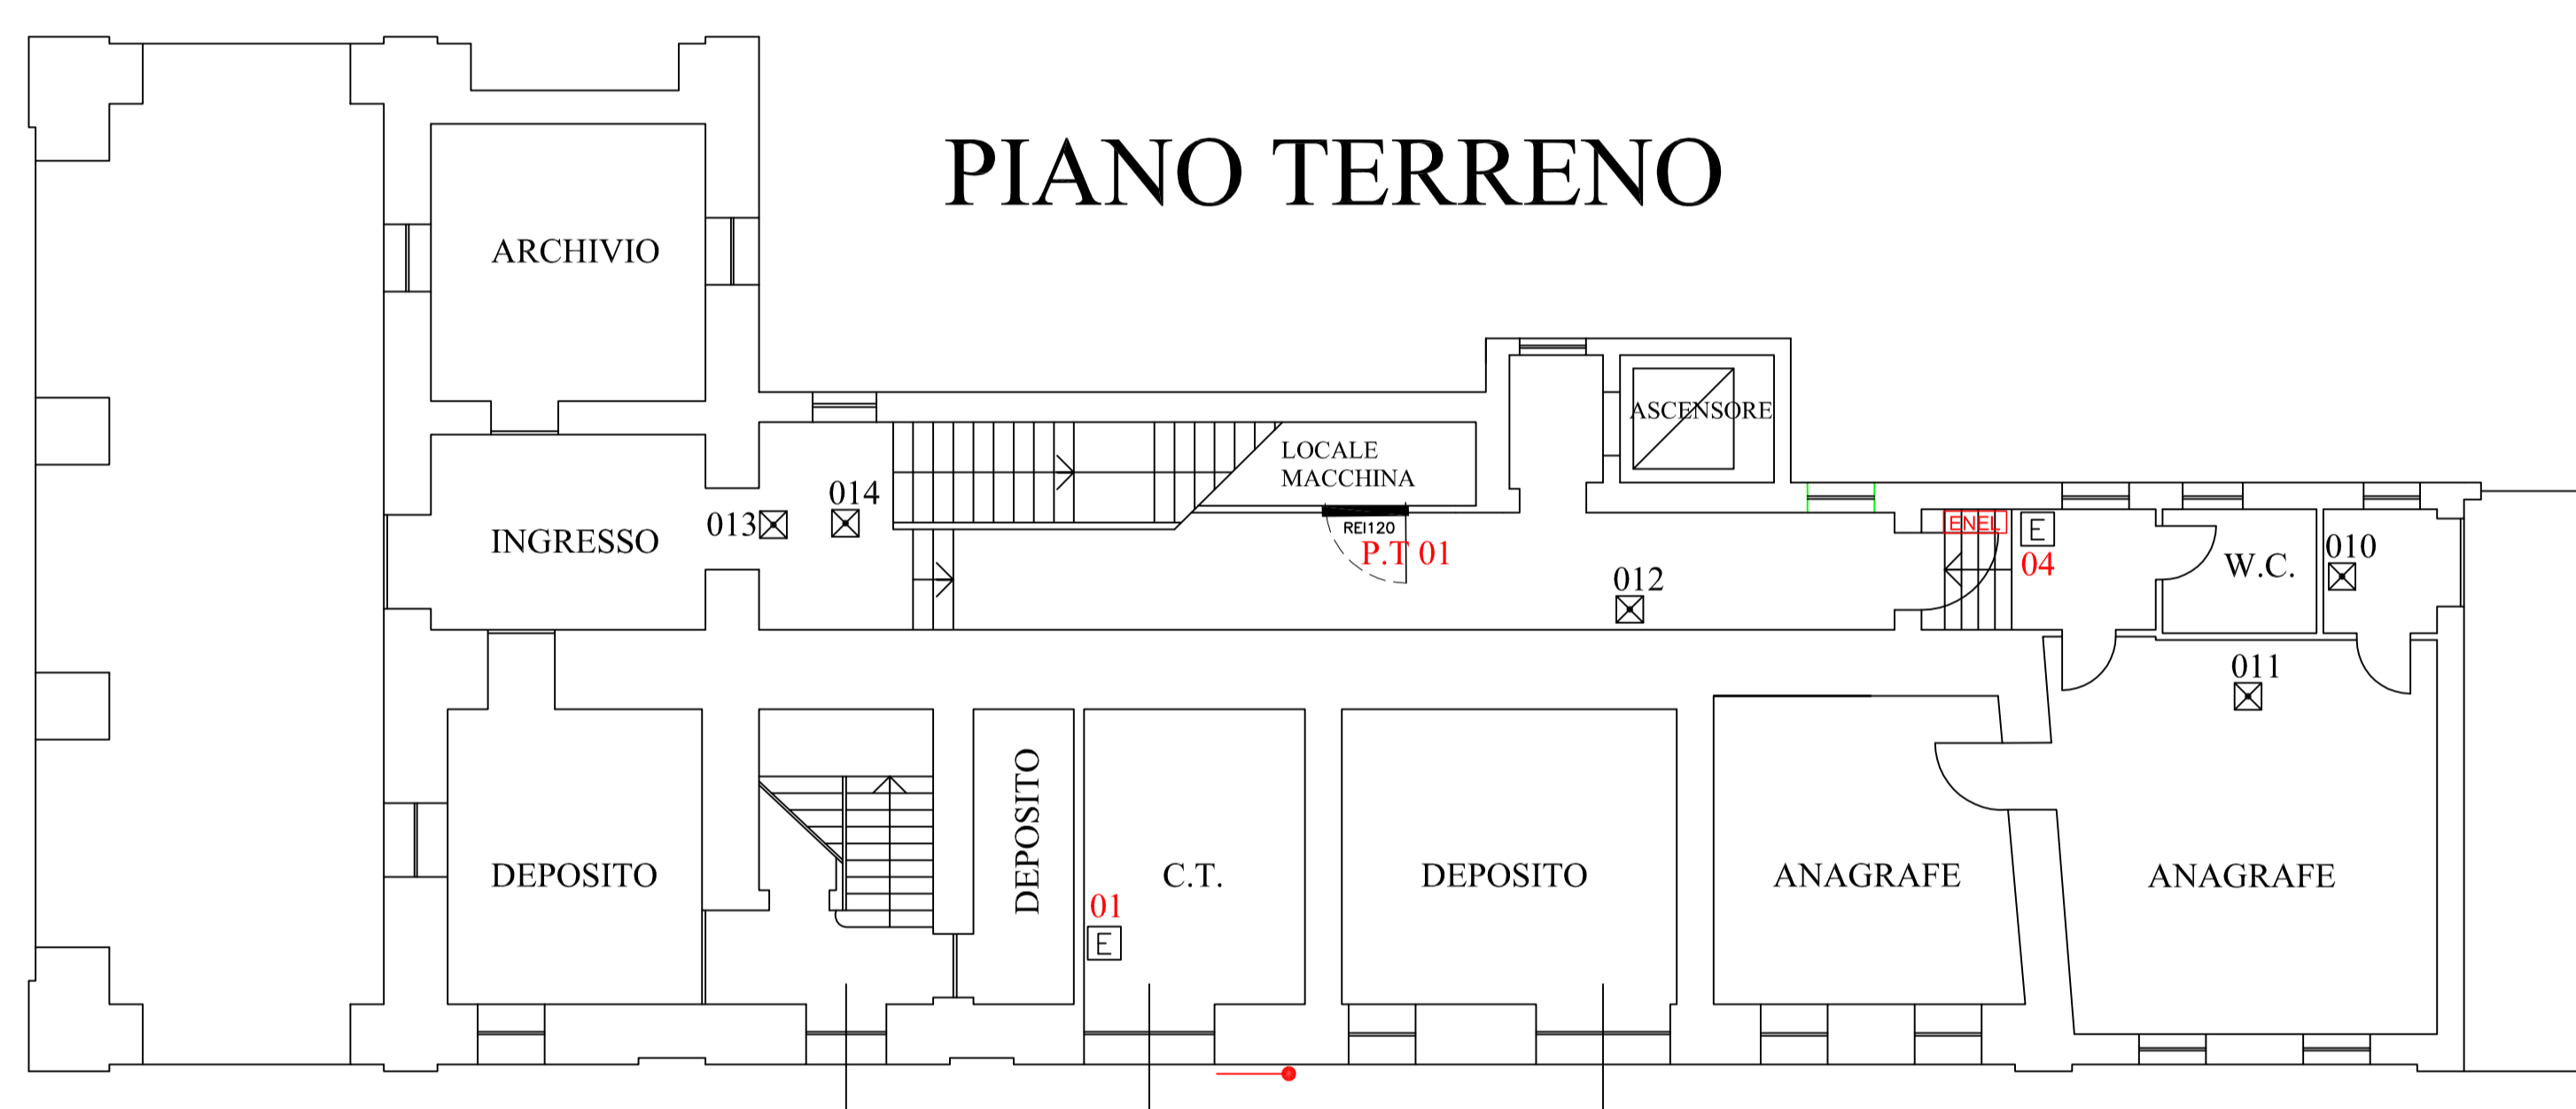 PIANO TERRENO
ARCHIVIO
ASCENSORE
LOCALE
MACCHINA
014
013
INGRESSO
REI120
P.T 01
ENEL
E
04
W.C.
010
012
011
DEPOSITO
DEPOSITO
C.T.
01
E
DEPOSITO
ANAGRAFE
ANAGRAFE